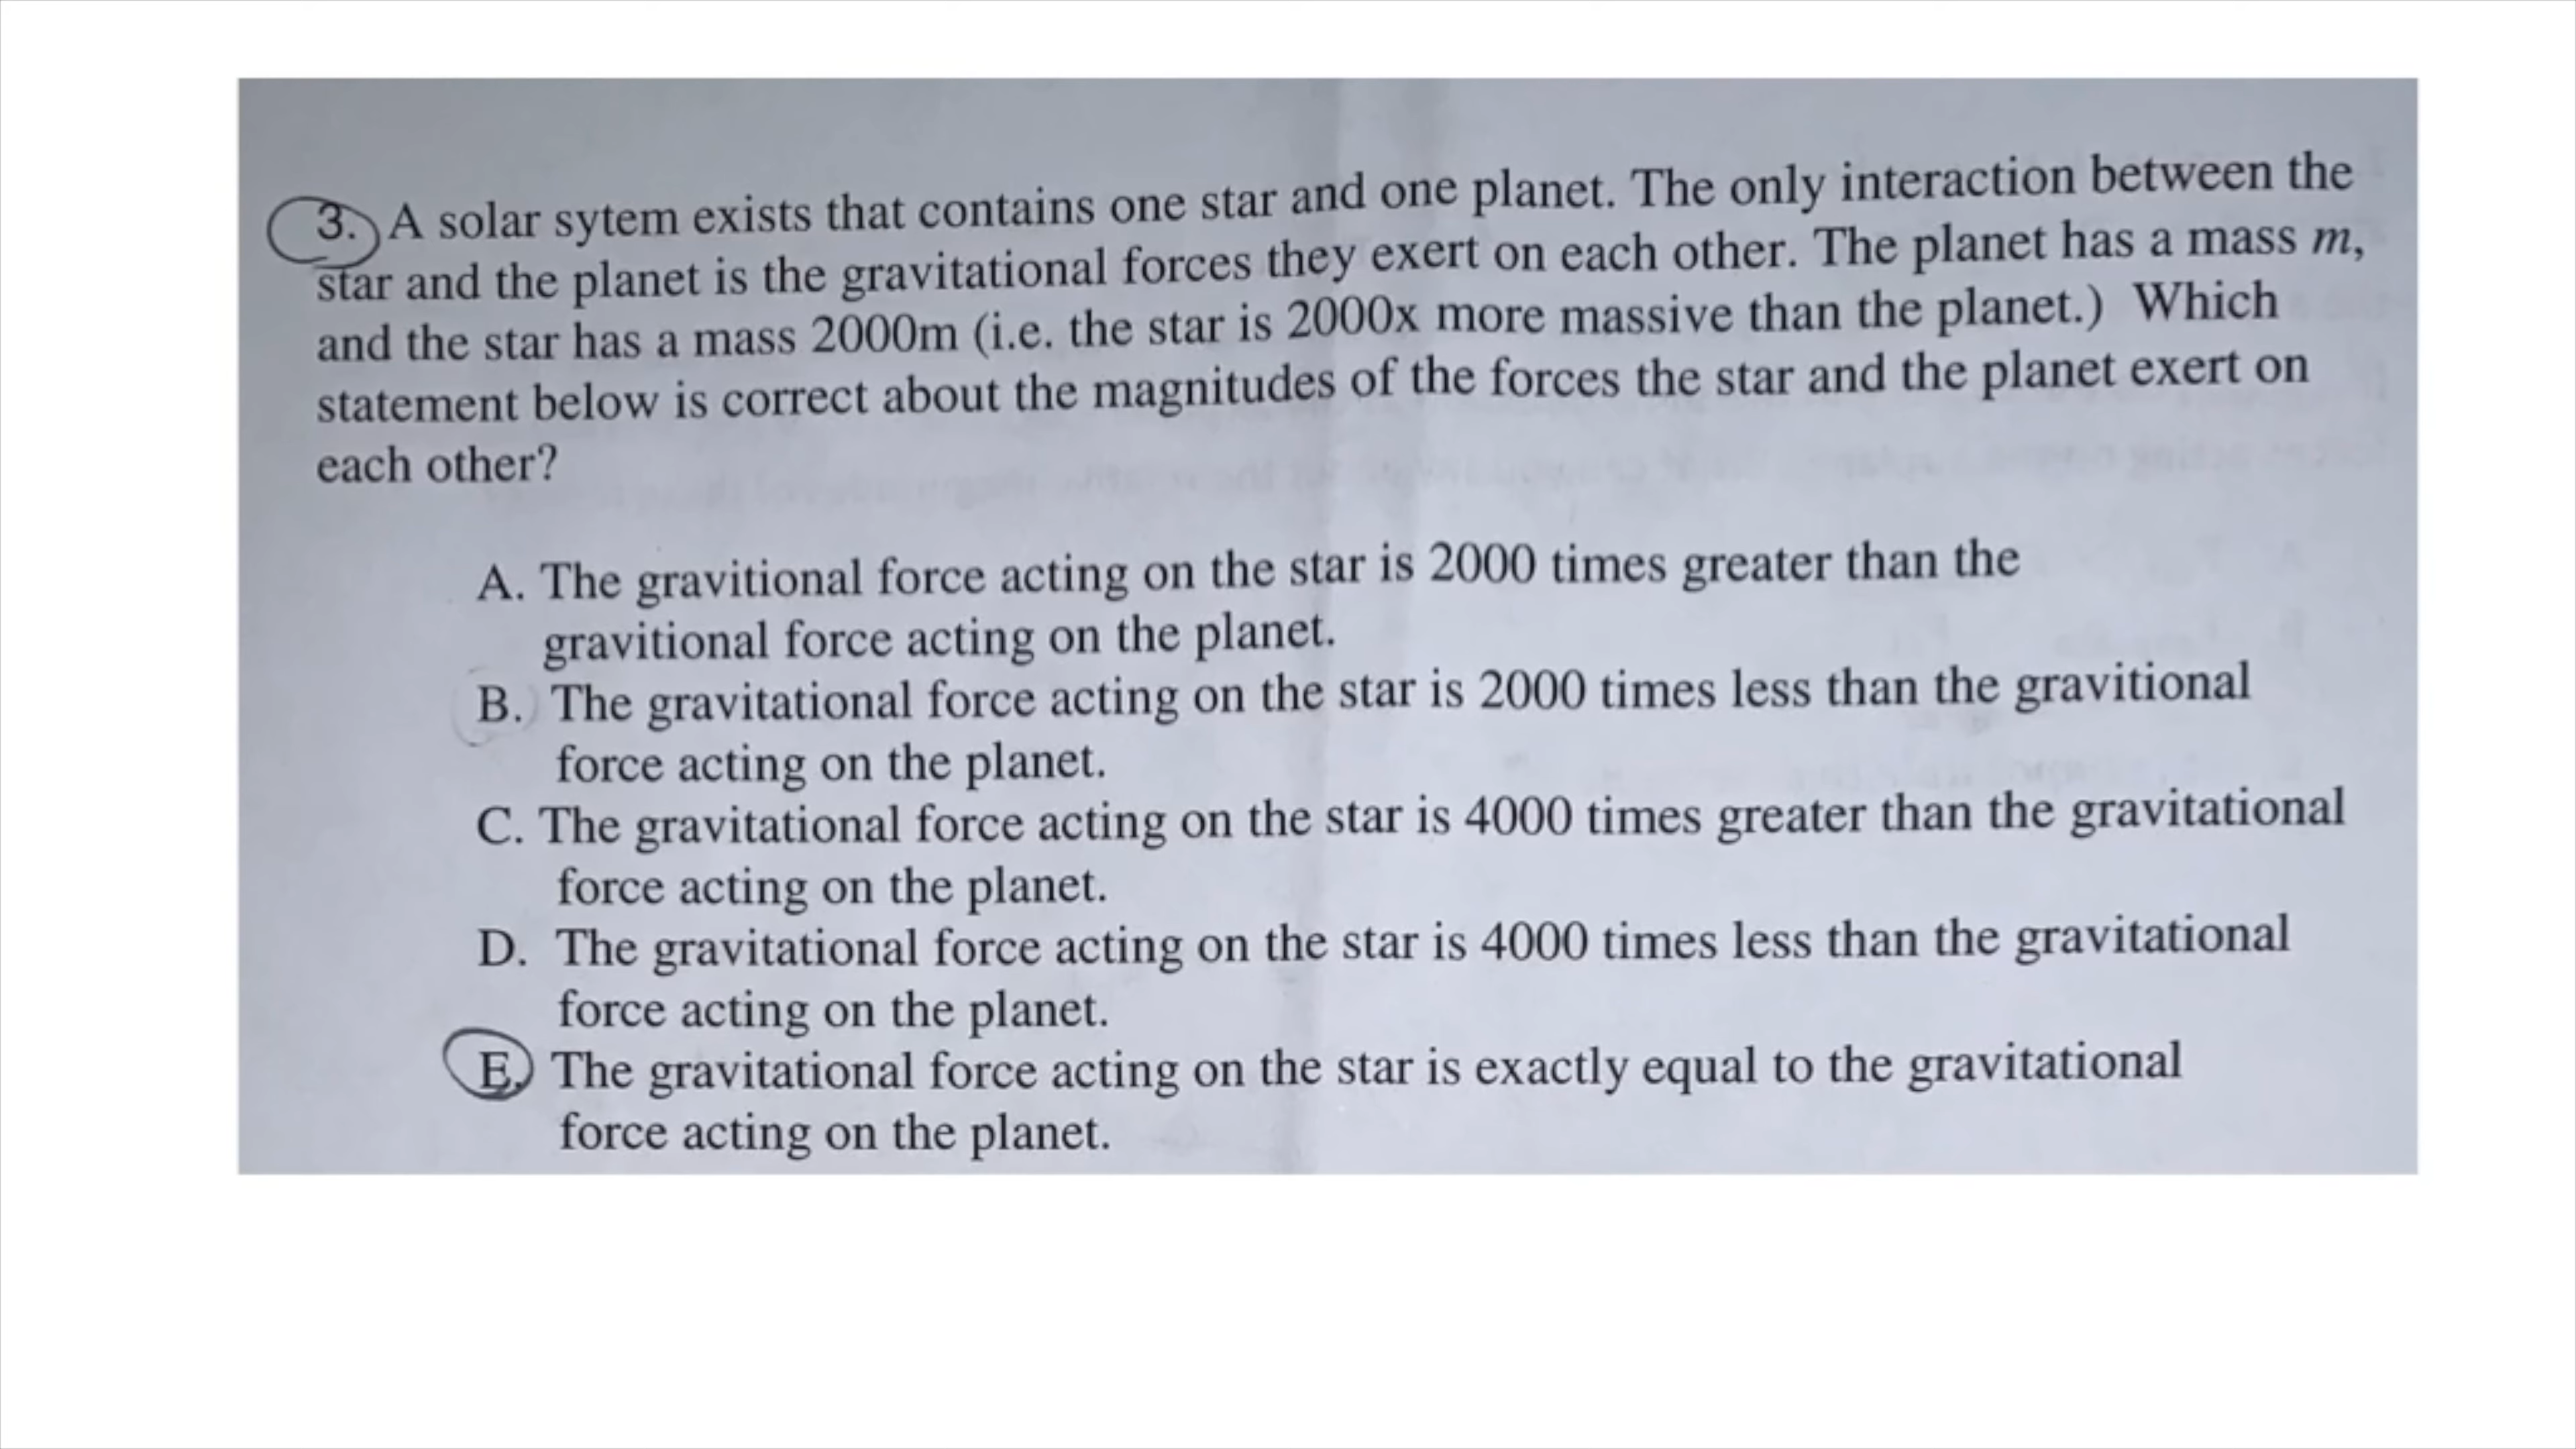 3. A solar sytem exists that contains one star and one planet. The only interaction between the
star and the planet is the gravitational forces they exert on each other. The planet has a mass m,
and the star has a mass 2000m (i.e. the star is 2000x more massive than the planet.) Which
statement below is correct about the magnitudes of the forces the star and the planet exert on
each other?
A. The gravitional force acting on the star is 2000 times greater than the
gravitional force acting on the planet.
B. The gravitational force acting on the star is 2000 times less than the gravitional
force acting on the planet.
C. The gravitational force acting on the star is 4000 times greater than the gravitational
force acting on the planet.
D. The gravitational force acting on the star is 4000 times less than the gravitational
force acting on the planet.
E. The gravitational force acting on the star is exactly equal to the gravitational
force acting on the planet.